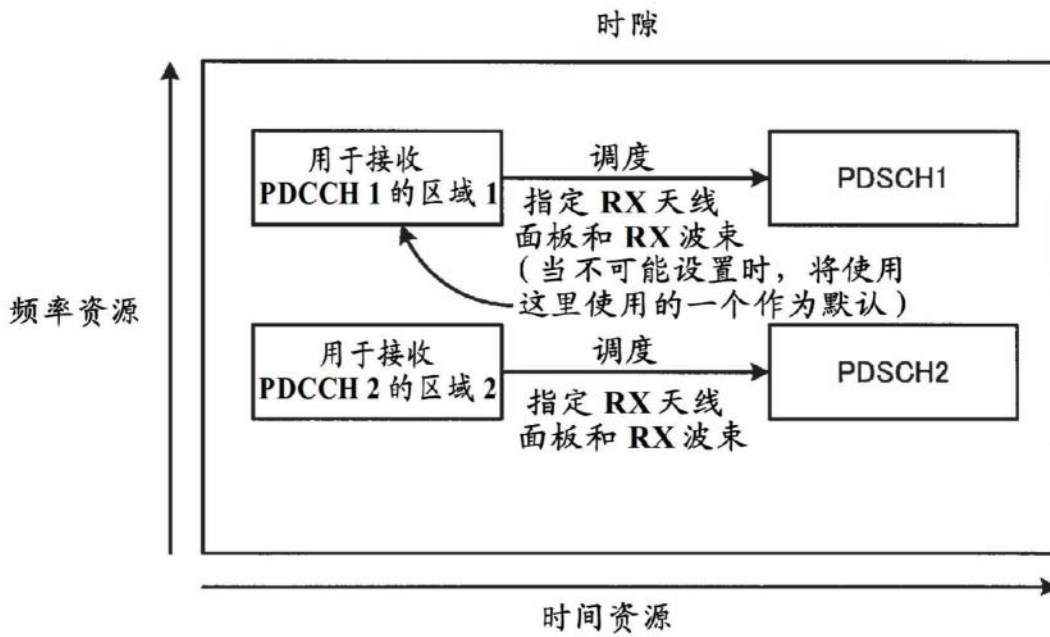 时隙
用于接收
PDCCH 1 的区域 1
调度
PDSCH1
指定 RX 天线
面板和 RX 波束
(当不可能设置时，将使用
这里使用的一个作为默认)
频率资源
用于接收
PDCCH 2 的区域 2
调度
PDSCH2
指定 RX 天线
面板和 RX 波束
时间资源